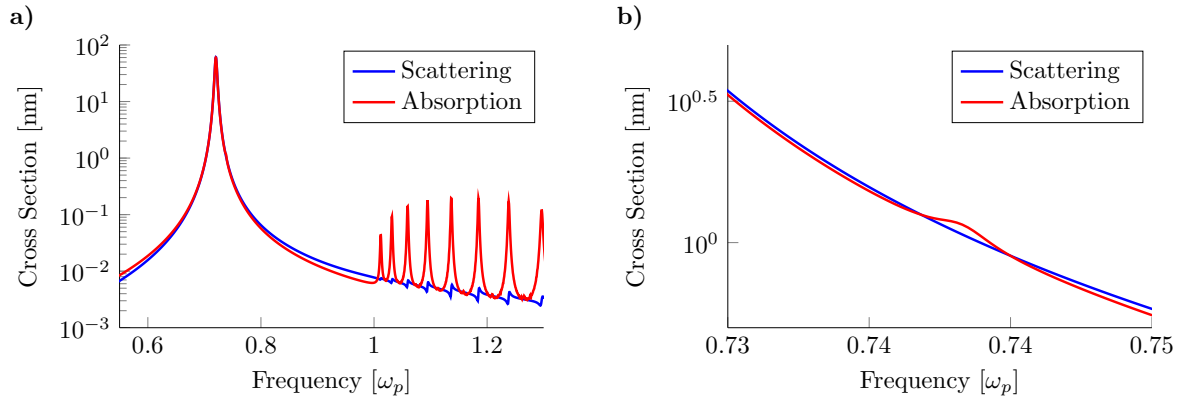 a)
10^2
10^1
10^0
10^{-1}
10^{-2}
10^{-3}
Cross Section [nm]
Scattering
Absorption
0.6 0.8 1 1.2
Frequency [ω_p]
b)
10^{0.5}
10^0
Cross Section [nm]
Scattering
Absorption
0.73 0.74 0.74 0.75
Frequency [ω_p]